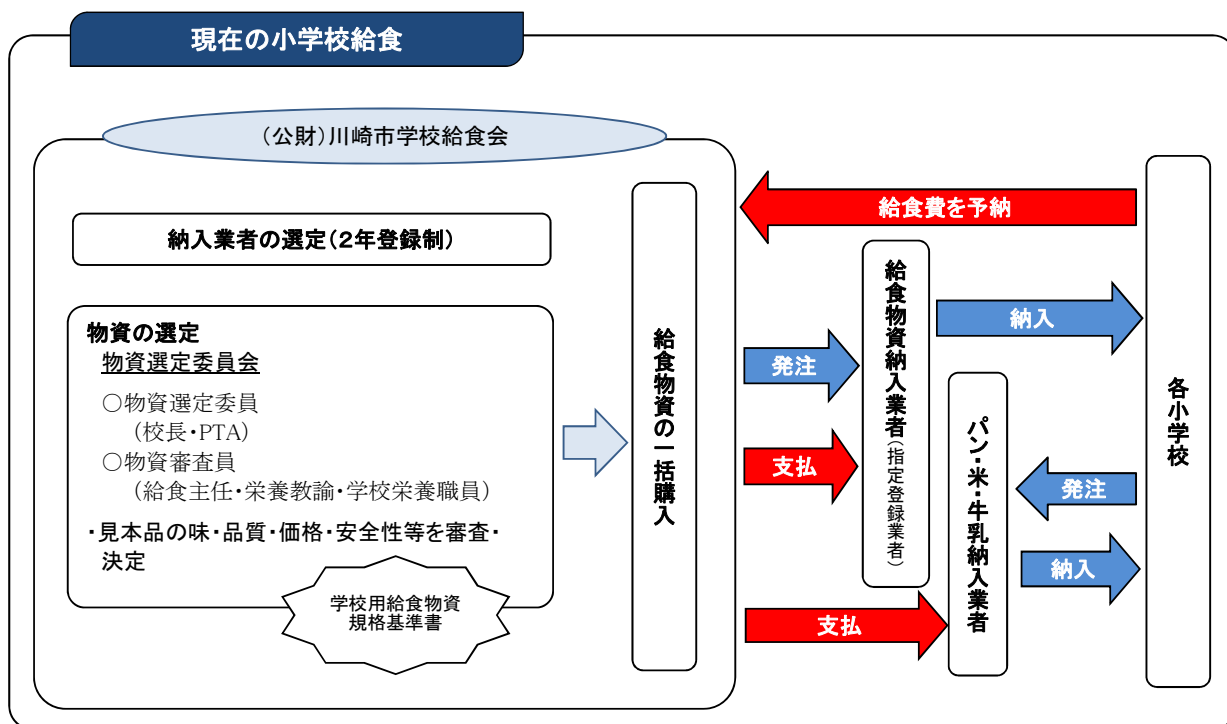 現在の小学校給食
(公財)川崎市学校給食会
納入業者の選定(2年登録制)
物資の選定
物資選定委員会
○物資選定委員
(校長・PTA)
○物資審査員
(給食主任・栄養教諭・学校栄養職員)
・見本品の味・品質・価格・安全性等を審査・
決定
学校用給食物資
規格基準書
給食物資の一括購入
給食費を予納
発注
支払
支払
給食物資納入業者(指定登録業者)
納入
パン・米・牛乳納入業者
発注
納入
各小学校